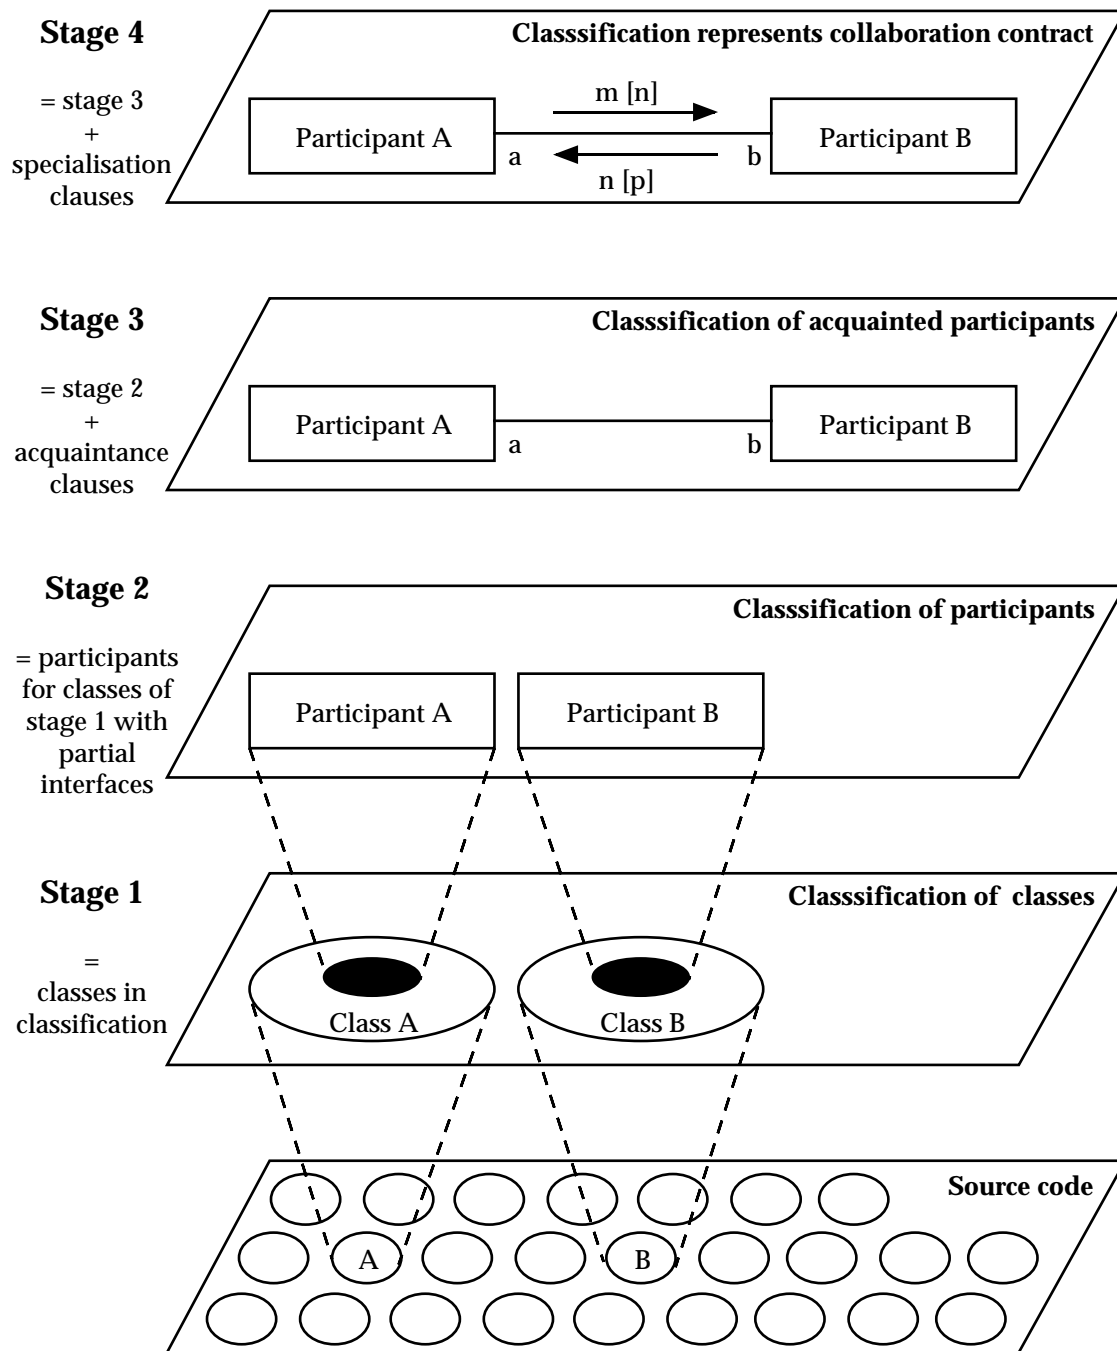 Stage 4
Classsification represents collaboration contract
= stage 3
+
specialisation
clauses
Participant A
m [n]
a
b
n [p]
Participant B
Stage 3
Classsification of acquainted participants
= stage 2
+
acquaintance
clauses
Participant A
a
b
Participant B
Stage 2
Classsification of participants
= participants
for classes of
stage 1 with
partial
interfaces
Participant A
Participant B
Stage 1
Classsification of  classes
=
classes in
classification
Class A
Class B
Source code
A
B